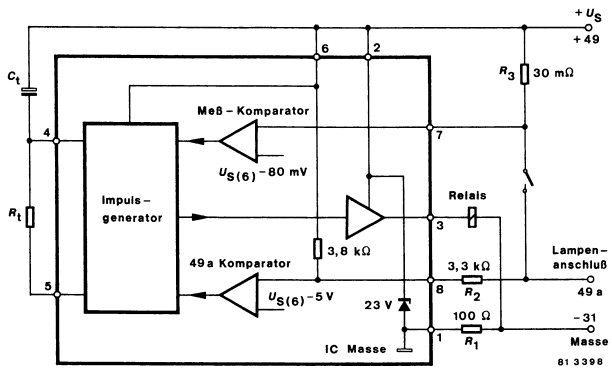 + U_S
+ 49
6
2
C_t
R_3
30 mΩ
Meß-Komparator
4
7
U_S(6) -80 mV
Impuls-
generator
Relais
R_t
3
3,8 kΩ
Lampen-
anschluß
49a Komparator
3,3 kΩ
5
U_S(6) -5 V
8
R_2
49 a
23 V
100 Ω
-31
1
R_1
Masse
IC Masse
81 3398